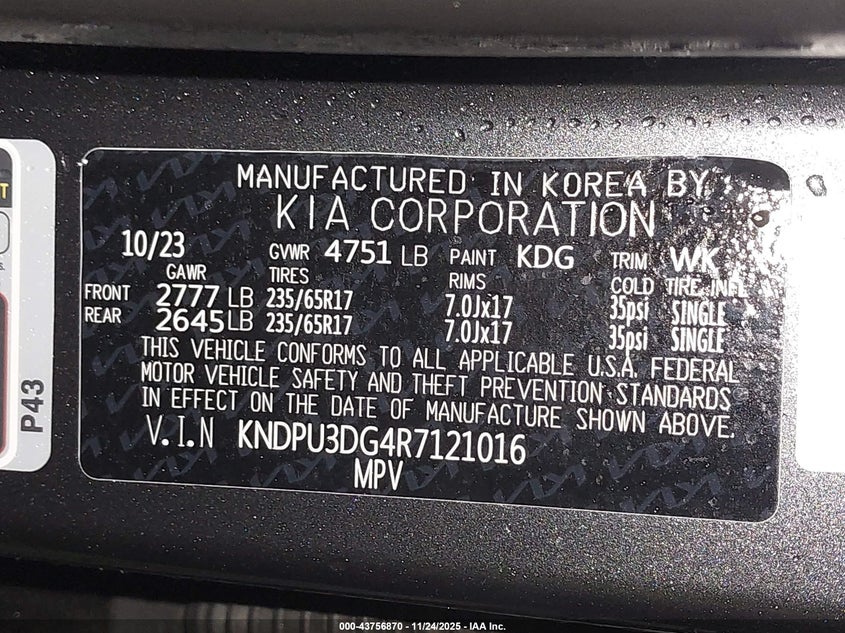 MANUFACTURED IN KOREA BY
KIA CORPORATION
10/23 GVWR 4751 LB PAINT KDG TRIM WK
GAWR TIRES RIMS COLD TIRE INFL
FRONT 2777 LB 235/65R17 7.0Jx17 35psi SINGLE
REAR 2645 LB 235/65R17 7.0Jx17 35psi SINGLE
THIS VEHICLE CONFORMS TO ALL APPLICABLE U.S.A. FEDERAL
MOTOR VEHICLE SAFETY AND THEFT PREVENTION STANDARDS
IN EFFECT ON THE DATE OF MANUFACTURE SHOWN ABOVE.
V.I.N KNDPU3DG4R7121016
MPV
P43
000-43756870 - 11/24/2025 - IAA Inc.